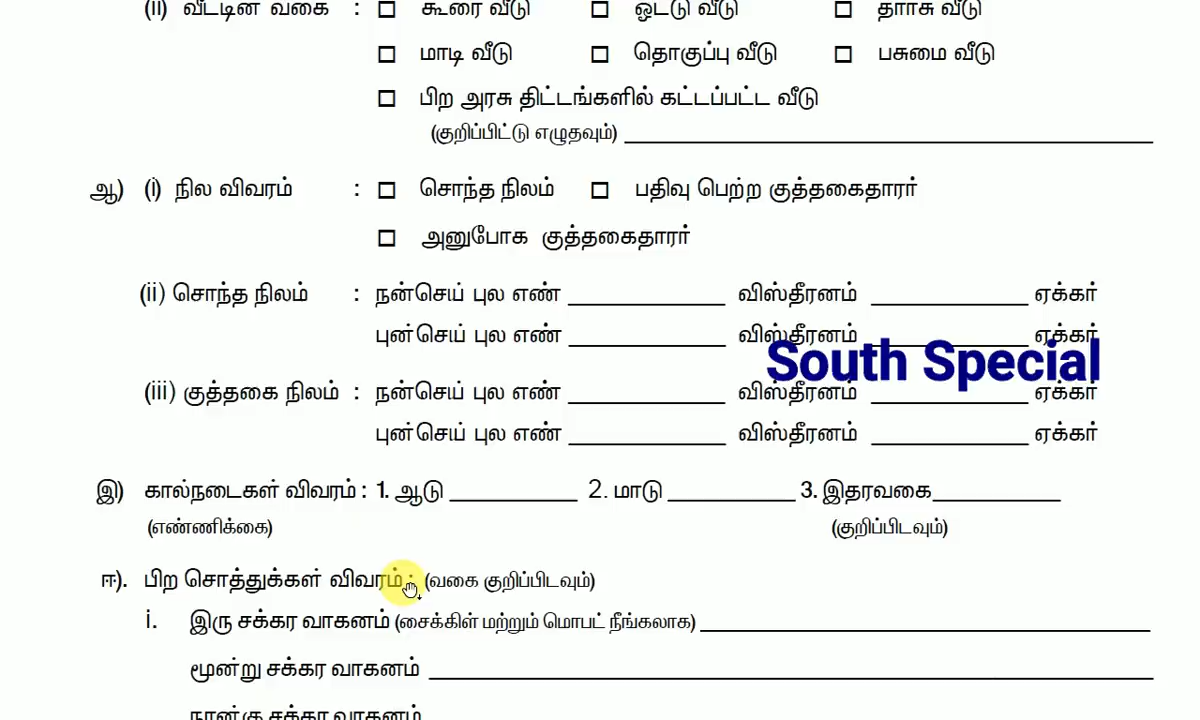 (ii) வீட்டின் வகை : கூரை வீடு ஓட்டு வீடு தார்சு வீடு
மாடி வீடு தொகுப்பு வீடு பசுமை வீடு
பிற அரசு திட்டங்களில் கட்டப்பட்ட வீடு
(குறிப்பிட்டு எழுதவும்)
ஆ) (i) நில விவரம் : சொந்த நிலம் பதிவு பெற்ற குத்தகைதாரர்
அனுபோக குத்தகைதாரர்
(ii) சொந்த நிலம் : நன்செய் புல எண் விஸ்தீரனம் ஏக்கர்
புன்செய் புல எண் விஸ்தீரனம் ஏக்கர்
South Special
(iii) குத்தகை நிலம் : நன்செய் புல எண் விஸ்தீரனம் ஏக்கர்
புன்செய் புல எண் விஸ்தீரனம் ஏக்கர்
இ) கால்நடைகள் விவரம் : 1. ஆடு 2. மாடு 3. இதரவகை
(எண்ணிக்கை) (குறிப்பிடவும்)
ஈ). பிற சொத்துக்கள் விவரம் : (வகை குறிப்பிடவும்)
i. இரு சக்கர வாகனம் (சைக்கிள் மற்றும் மொபட் நீங்கலாக)
மூன்று சக்கர வாகனம்
நான்கு சக்கர வாகனம்